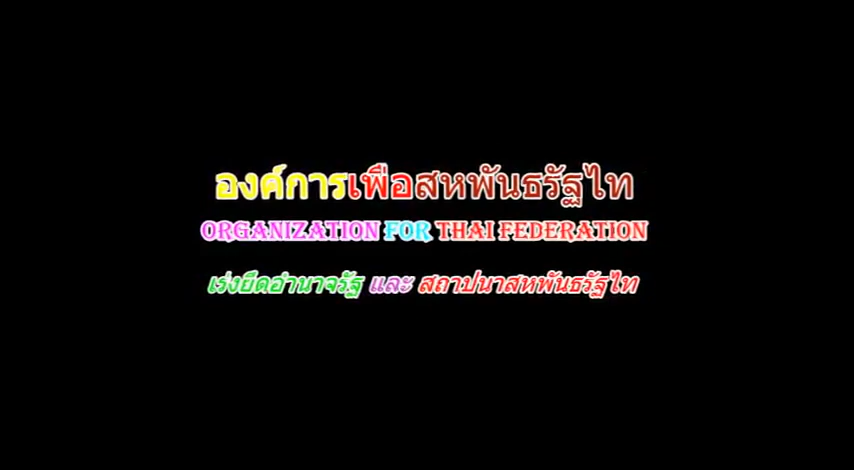 องค์การเพื่อสหพันธรัฐไท
ORGANIZATION FOR THAI FEDERATION
เร่งยึดอำนาจรัฐ และ สถาปนาสหพันธรัฐไท